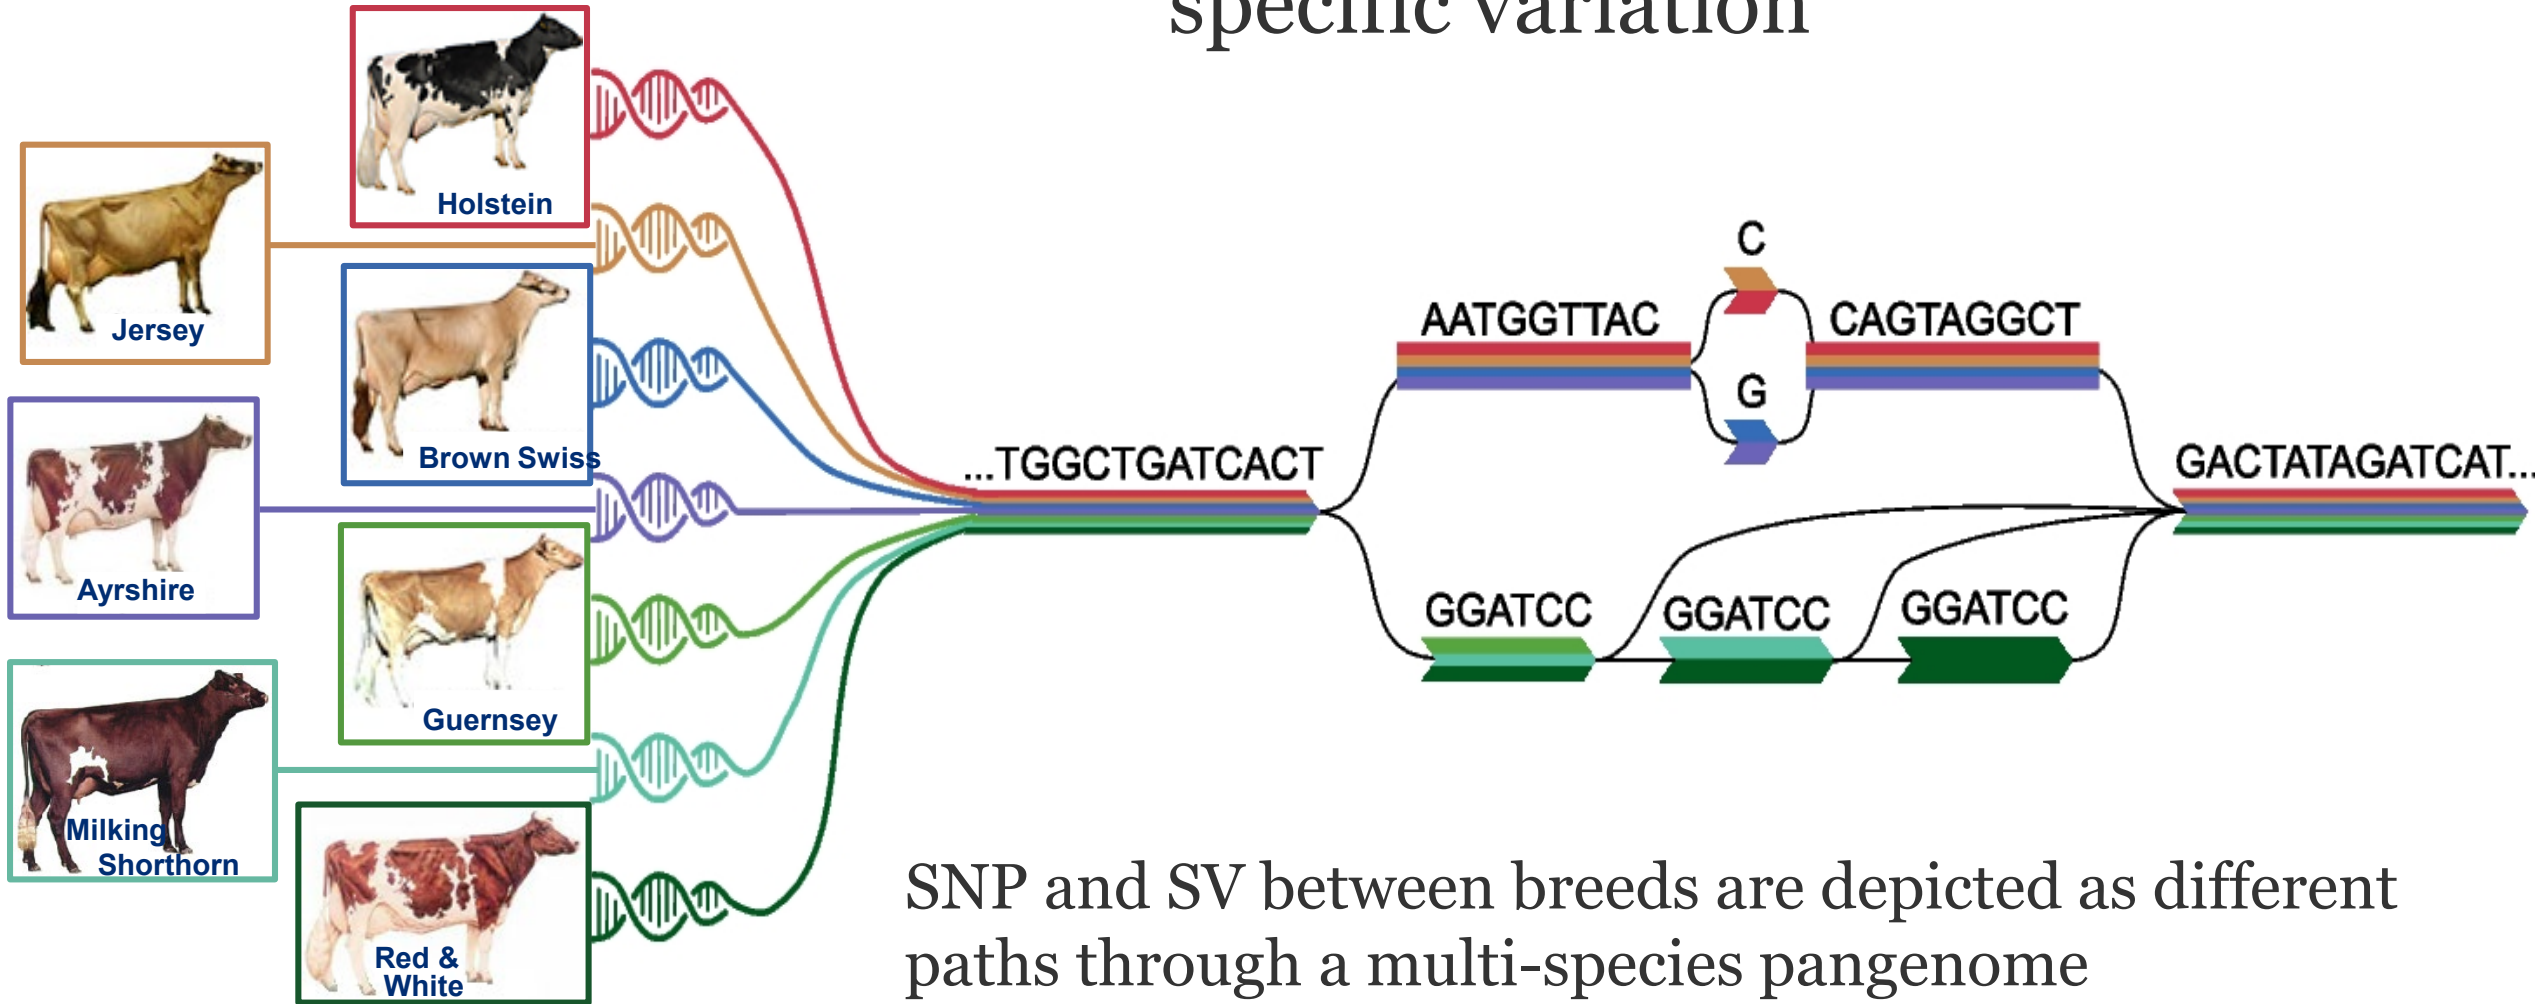 specific variation
Holstein
Jersey
Brown Swiss
Ayrshire
Guernsey
Milking
Shorthorn
Red &
White
...TGGCTGATCACT
AATGGTTAC
C
G
CAGTAGGCT
GGATCC
GGATCC
GGATCC
GACTATAGATCAT...
SNP and SV between breeds are depicted as different
paths through a multi-species pangenome